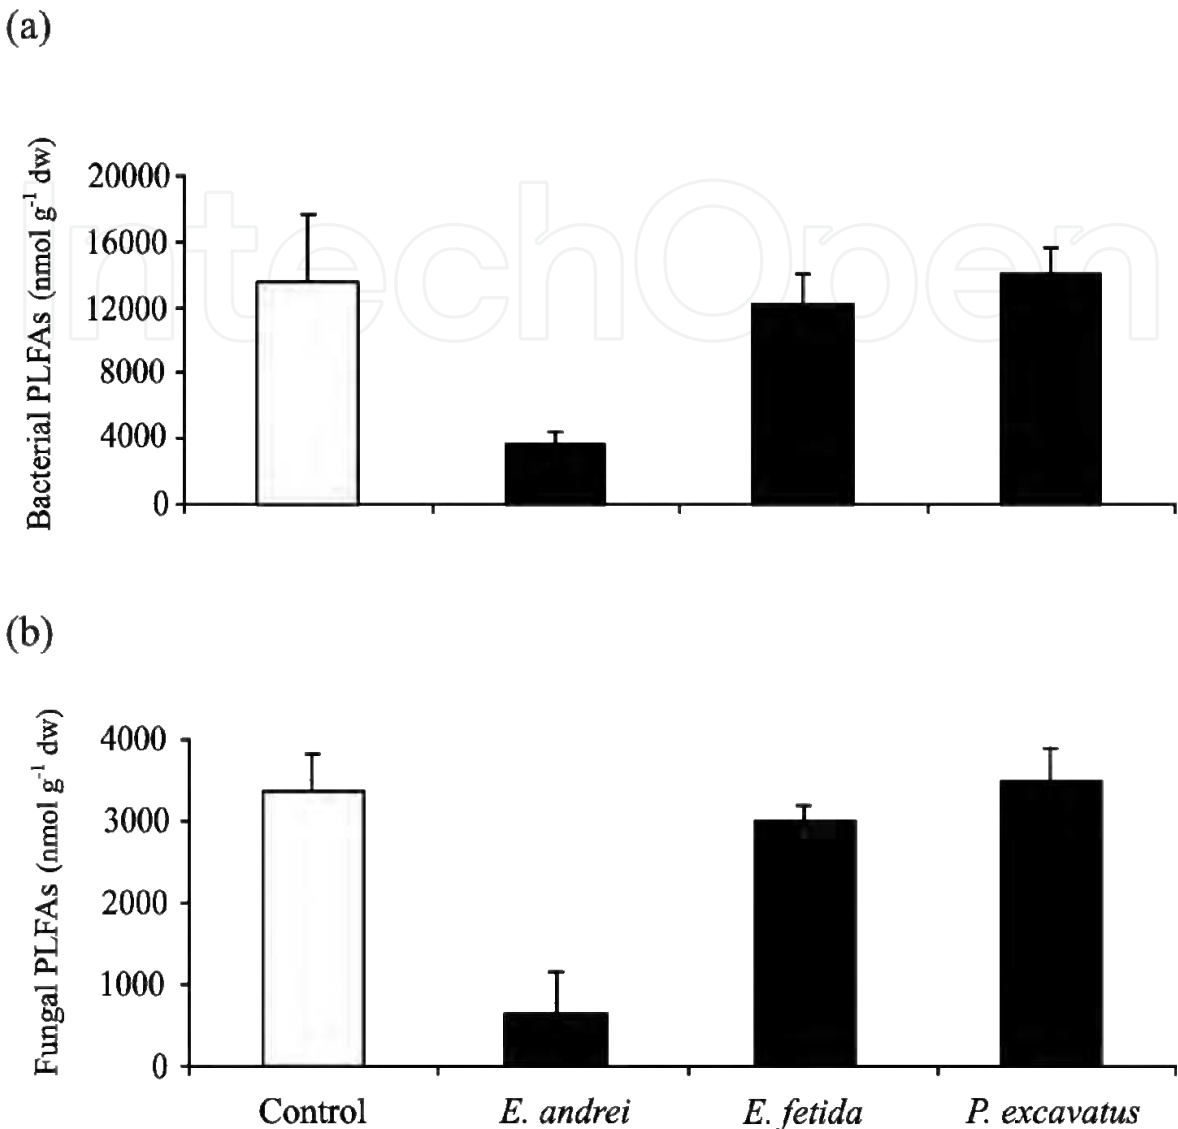 (a)
Bacterial PLFAs (nmol g⁻¹ dw)
20000
16000
12000
8000
4000
0
IntechOpen
(b)
Fungal PLFAs (nmol g⁻¹ dw)
4000
3000
2000
1000
0
Control E. andrei E. fetida P. excavatus